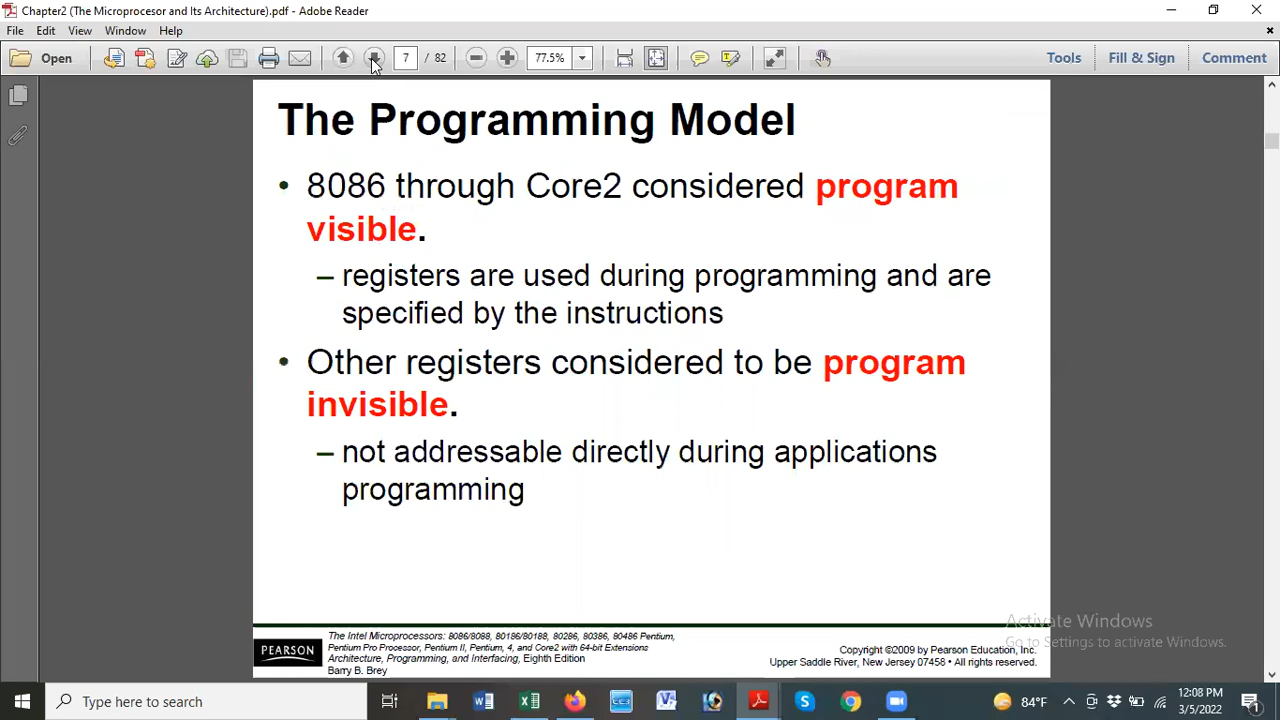 Chapter2 (The Microprocesor and Its Architecture).pdf - Adobe Reader
File Edit View Window Help
Open 7 / 82 77.5% Tools Fill & Sign Comment
The Programming Model
• 8086 through Core2 considered program
visible.
– registers are used during programming and are
specified by the instructions
• Other registers considered to be program
invisible.
– not addressable directly during applications
programming
Activate Windows
Go to Settings to activate Windows.
PEARSON
The Intel Microprocessors: 8086/8088, 80186/80188, 80286, 80386, 80486 Pentium,
Pentium Pro Processor, Pentium II, Pentium, 4, and Core2 with 64-bit Extensions
Architecture, Programming, and Interfacing, Eighth Edition
Barry B. Brey
Copyright ©2009 by Pearson Education, Inc.
Upper Saddle River, New Jersey 07458 • All rights reserved.
Type here to search
84°F
12:08 PM
3/5/2022
1